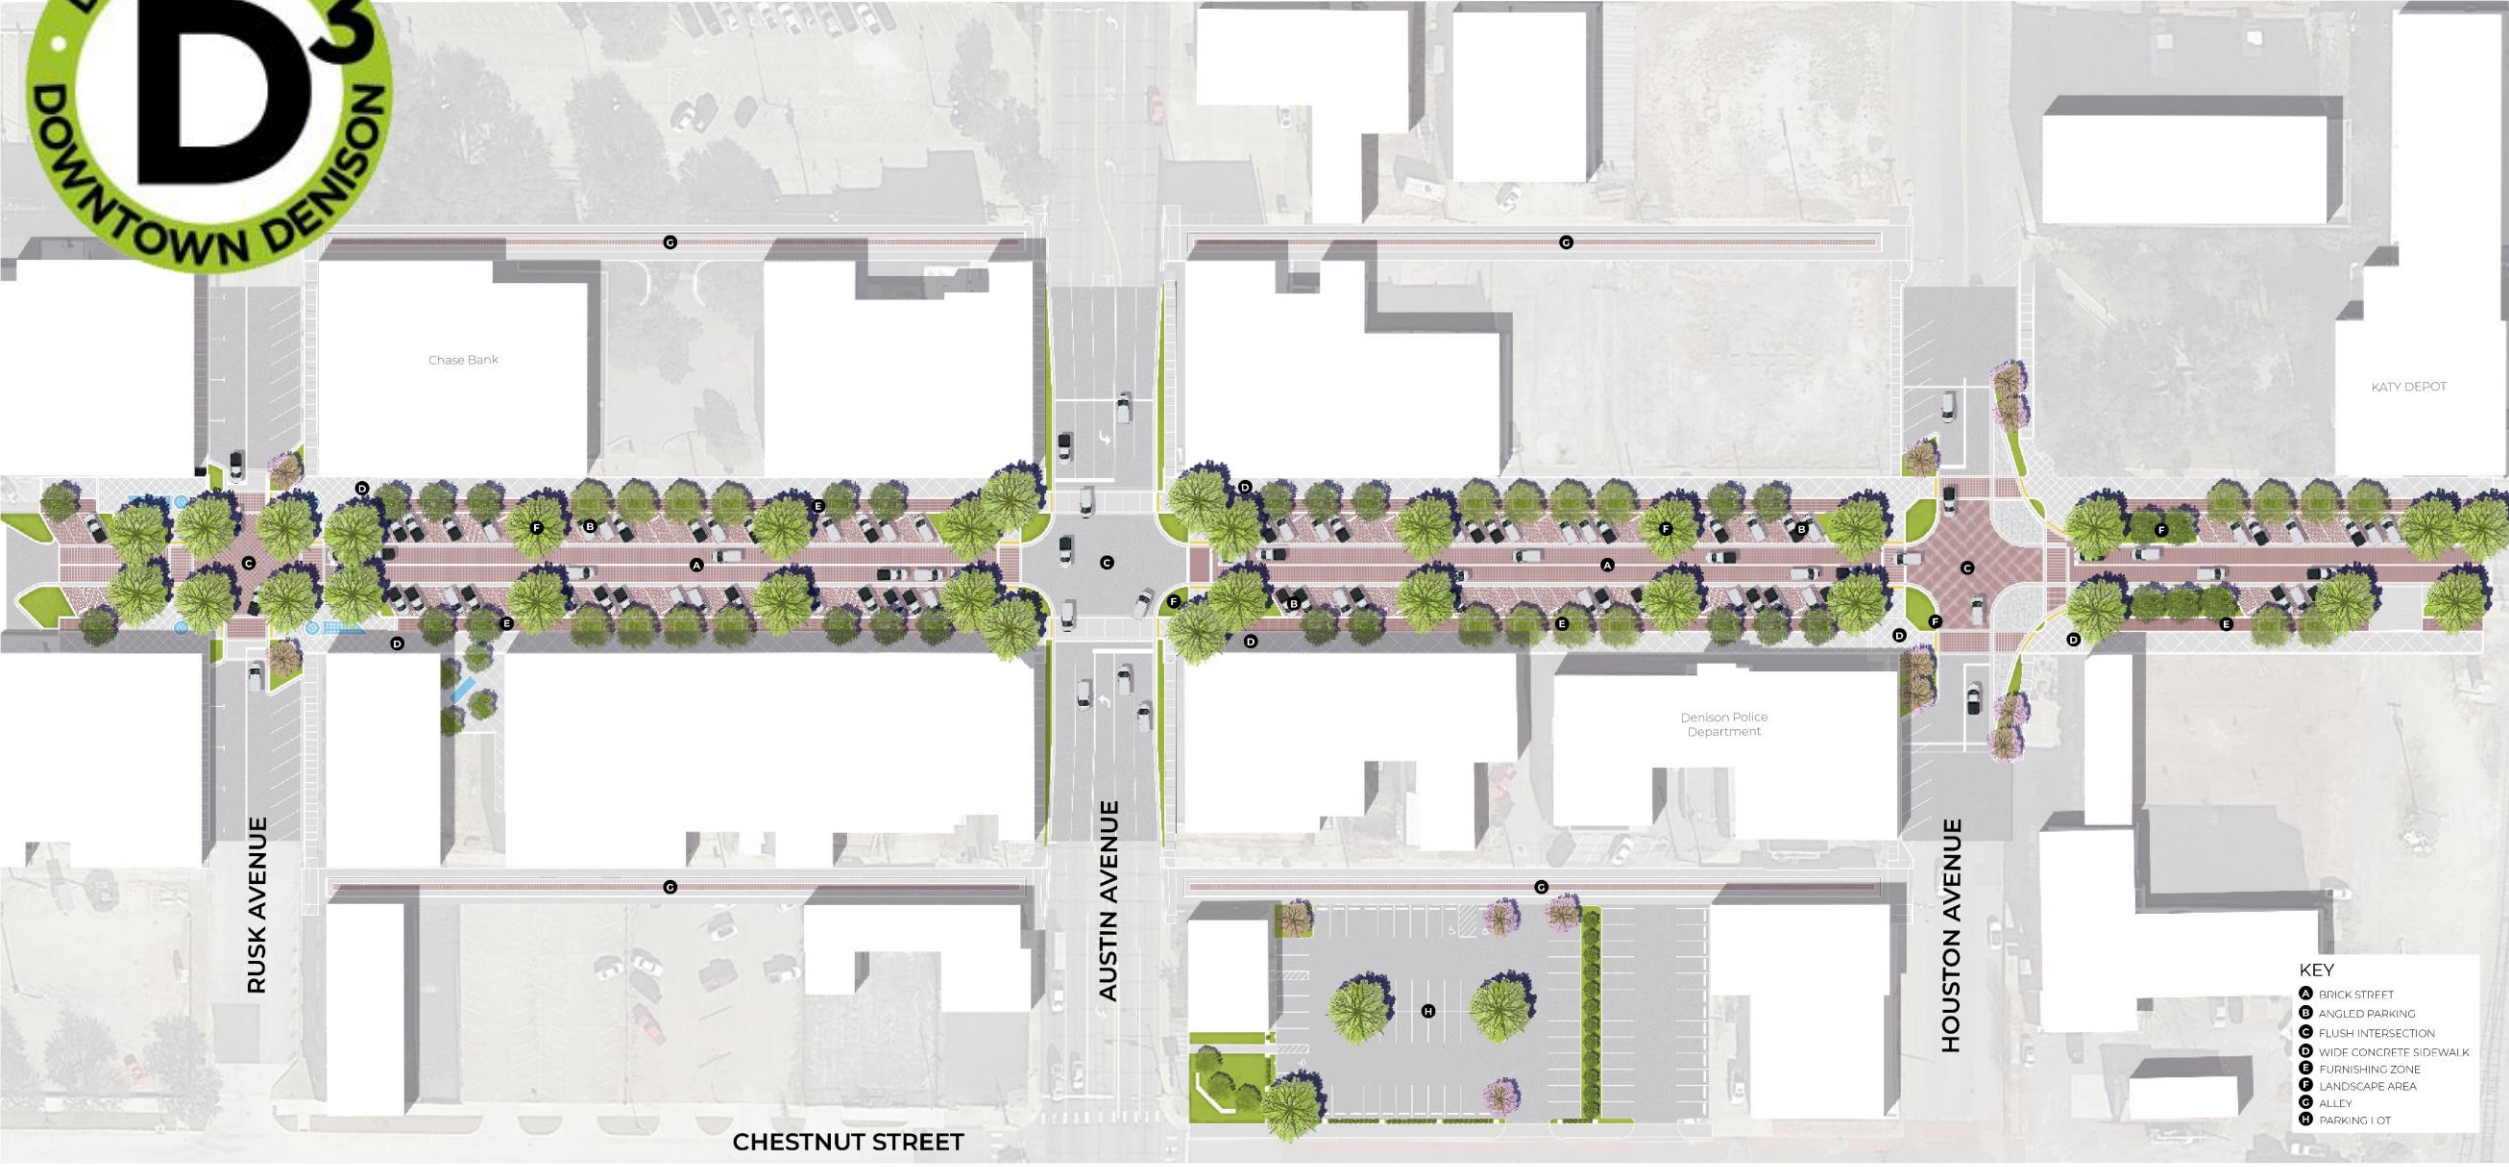 D3
DOWNTOWN DENISON
G
G
Chase Bank
KATY DEPOT
D
D
E
F
B
F
B
F
C
A
C
A
C
F
B
F
E
E
E
D
D
D
D
Denison Police
Department
RUSK AVENUE
AUSTIN AVENUE
HOUSTON AVENUE
G
G
H
CHESTNUT STREET
KEY
A BRICK STREET
B ANGLED PARKING
C FLUSH INTERSECTION
D WIDE CONCRETE SIDEWALK
E FURNISHING ZONE
F LANDSCAPE AREA
G ALLEY
H PARKING LOT